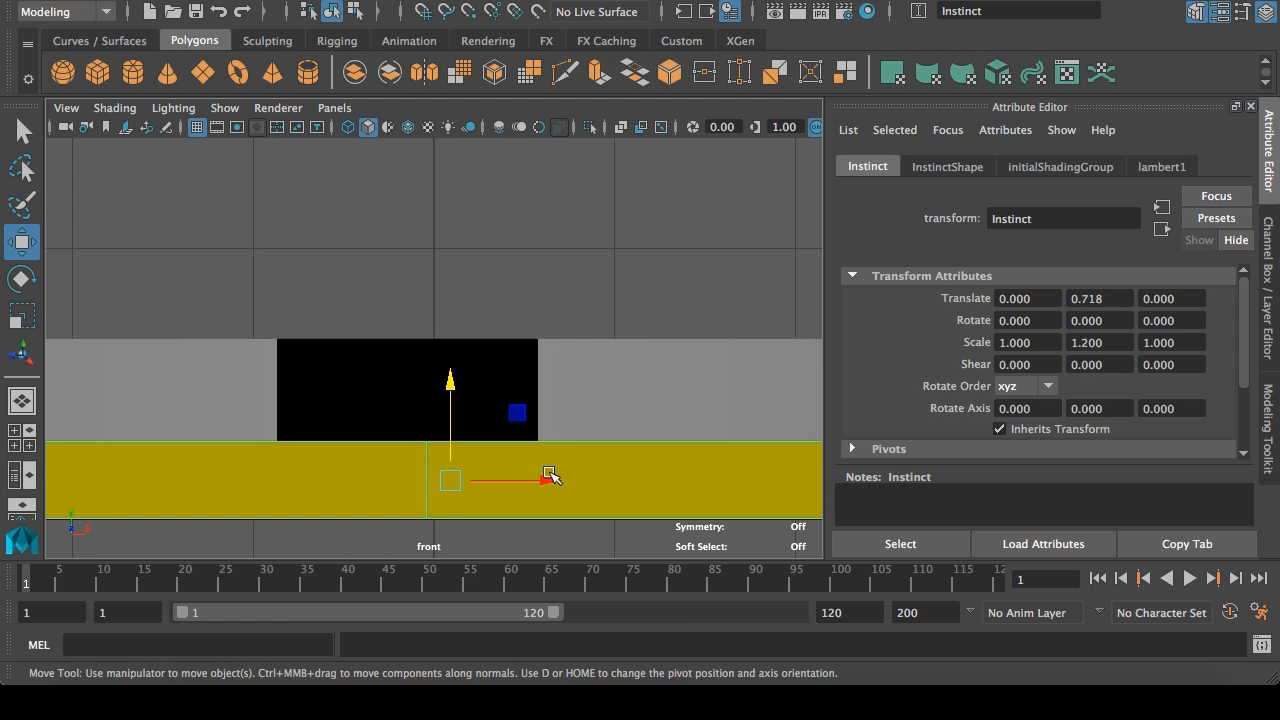 Modeling No Live Surface Instinct
Curves / Surfaces Polygons Sculpting Rigging Animation Rendering FX FX Caching Custom XGen
View Shading Lighting Show Renderer Panels
0.00 1.00 ON
Attribute Editor
List Selected Focus Attributes Show Help
Instinct InstinctShape initialShadingGroup lambert1
Focus
transform: Instinct Presets
Show Hide
Transform Attributes
Translate 0.000 0.718 0.000
Rotate 0.000 0.000 0.000
Scale 1.000 1.200 1.000
Shear 0.000 0.000 0.000
Rotate Order xyz
Rotate Axis 0.000 0.000 0.000
Inherits Transform
Pivots
Notes: Instinct
Select Load Attributes Copy Tab
Attribute Editor
Channel Box / Layer Editor
Modeling Toolkit
IPR
Symmetry: Off
front Soft Select: Off
5 10 15 20 25 30 35 40 45 50 55 60 65 70 75 80 85 90 95 100 105 110 115 12
1 1
1 1 1 120 120 200 No Anim Layer No Character Set
MEL
Move Tool: Use manipulator to move object(s). Ctrl+MMB+drag to move components along normals. Use D or HOME to change the pivot position and axis orientation.